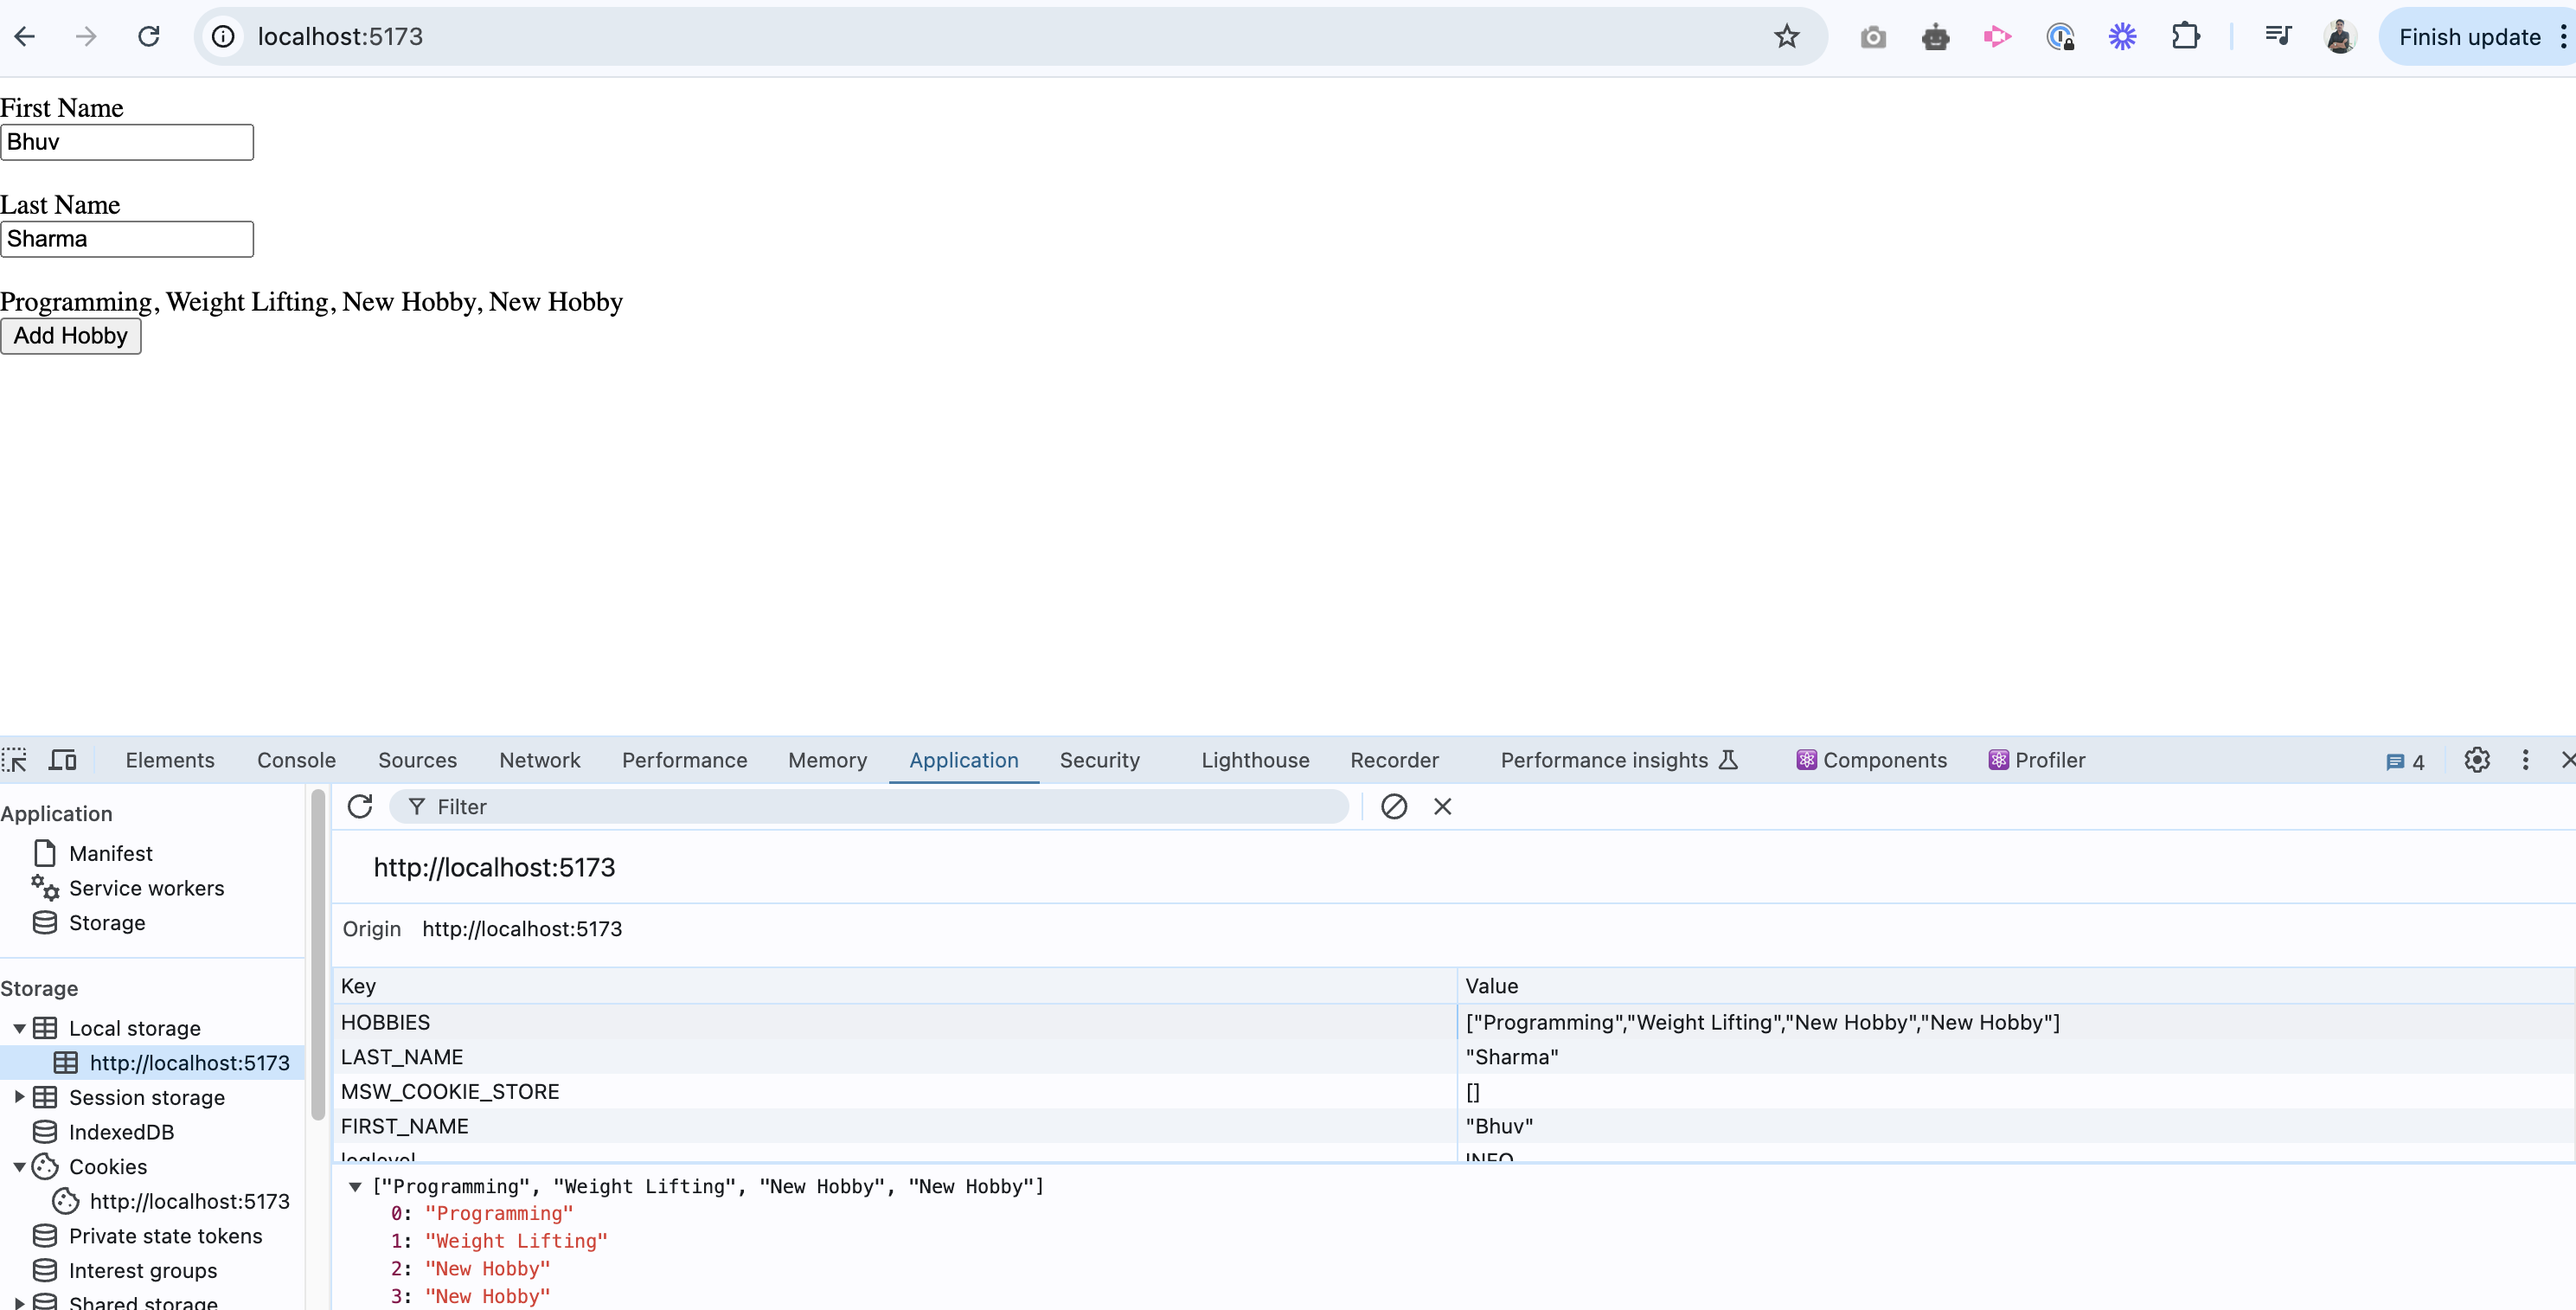 localhost:5173
Finish update
First Name
Bhuv
Last Name
Sharma
Programming, Weight Lifting, New Hobby, New Hobby
Add Hobby
Elements Console Sources Network Performance Memory Application Security Lighthouse Recorder Performance insights Components Profiler 4
Application
Manifest
Service workers
Storage
Storage
Local storage
http://localhost:5173
Session storage
IndexedDB
Cookies
http://localhost:5173
Private state tokens
Interest groups
Shared storage
Filter
http://localhost:5173
Origin http://localhost:5173
Key Value
HOBBIES ["Programming","Weight Lifting","New Hobby","New Hobby"]
LAST_NAME "Sharma"
MSW_COOKIE_STORE []
FIRST_NAME "Bhuv"
loglevel INFO
["Programming", "Weight Lifting", "New Hobby", "New Hobby"]
0: "Programming"
1: "Weight Lifting"
2: "New Hobby"
3: "New Hobby"